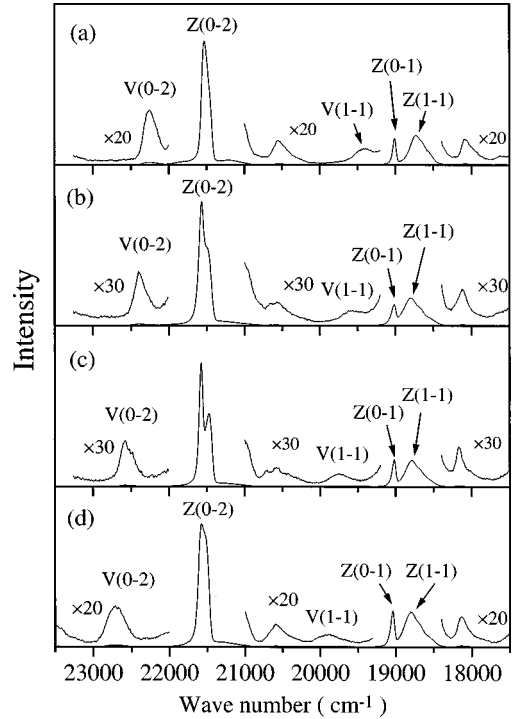 (a)
Z(0-2)
V(0-2)
×20
×20
V(1-1)
Z(0-1)
Z(1-1)
×20
(b)
Z(0-2)
V(0-2)
×30
×30
V(1-1)
Z(0-1)
Z(1-1)
×30
(c)
V(0-2)
×30
×30
V(1-1)
Z(0-1)
Z(1-1)
×30
(d)
Z(0-2)
V(0-2)
×20
×20
V(1-1)
Z(0-1)
Z(1-1)
×20
Intensity
23000 22000 21000 20000 19000 18000
Wave number ( cm-1 )